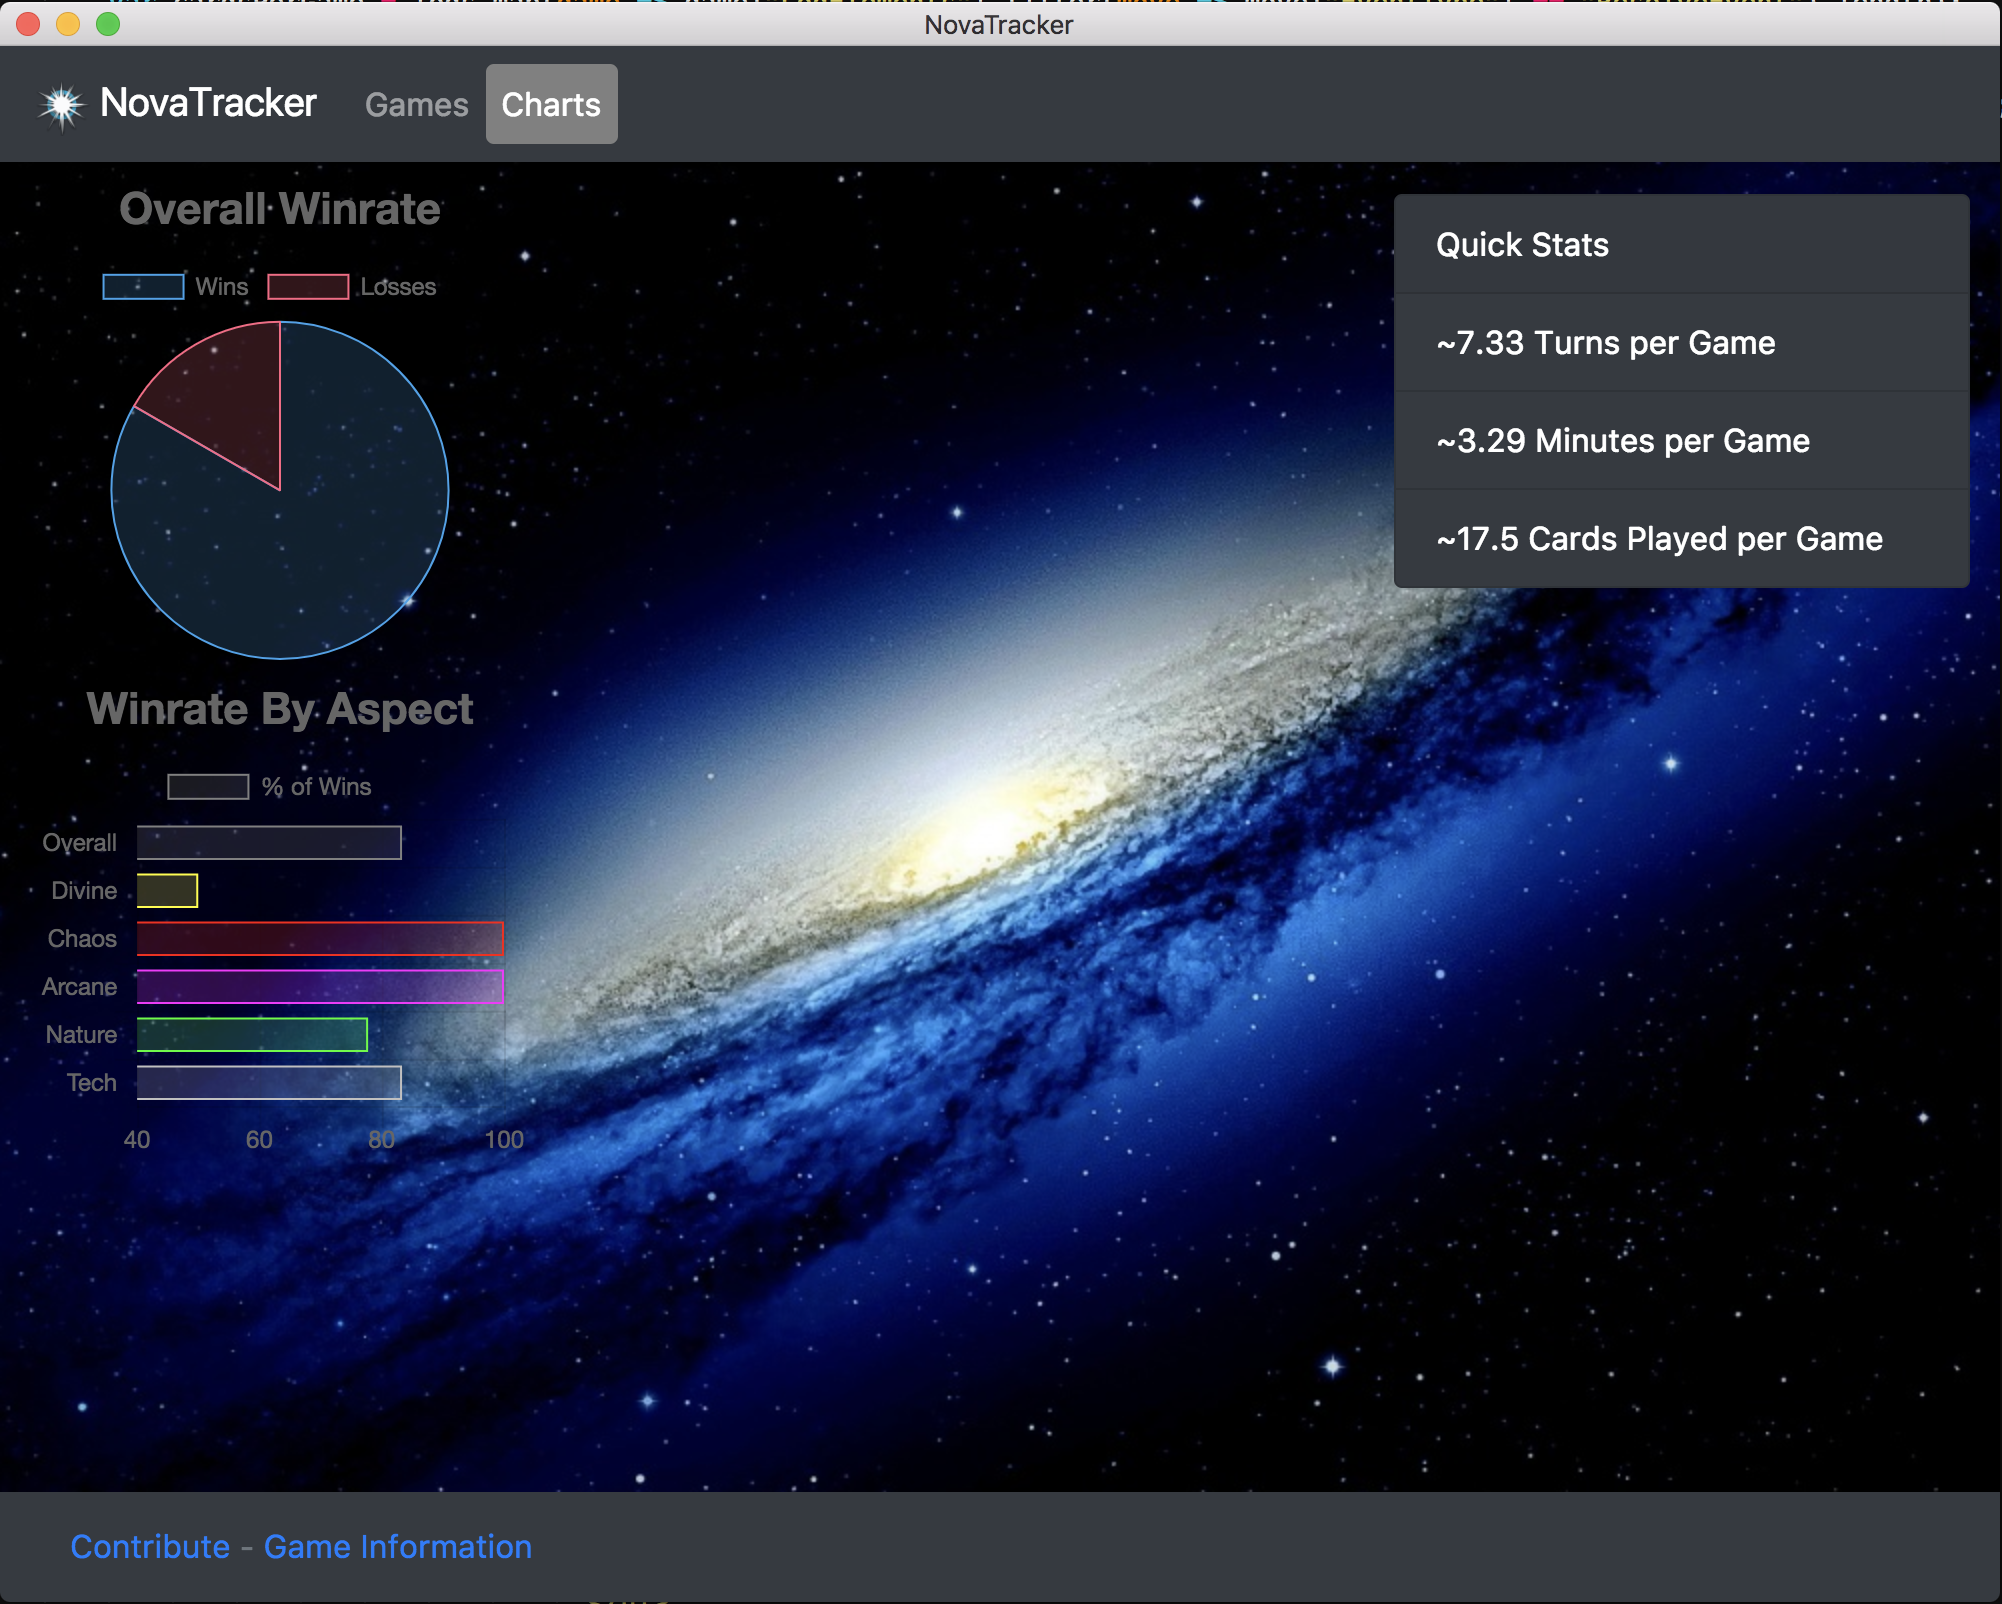 NovaTracker
NovaTracker Games Charts
Overall Winrate
Wins Losses
Winrate By Aspect
% of Wins
Overall
Divine
Chaos
Arcane
Nature
Tech
40 60 80 100
Quick Stats
~7.33 Turns per Game
~3.29 Minutes per Game
~17.5 Cards Played per Game
Contribute - Game Information